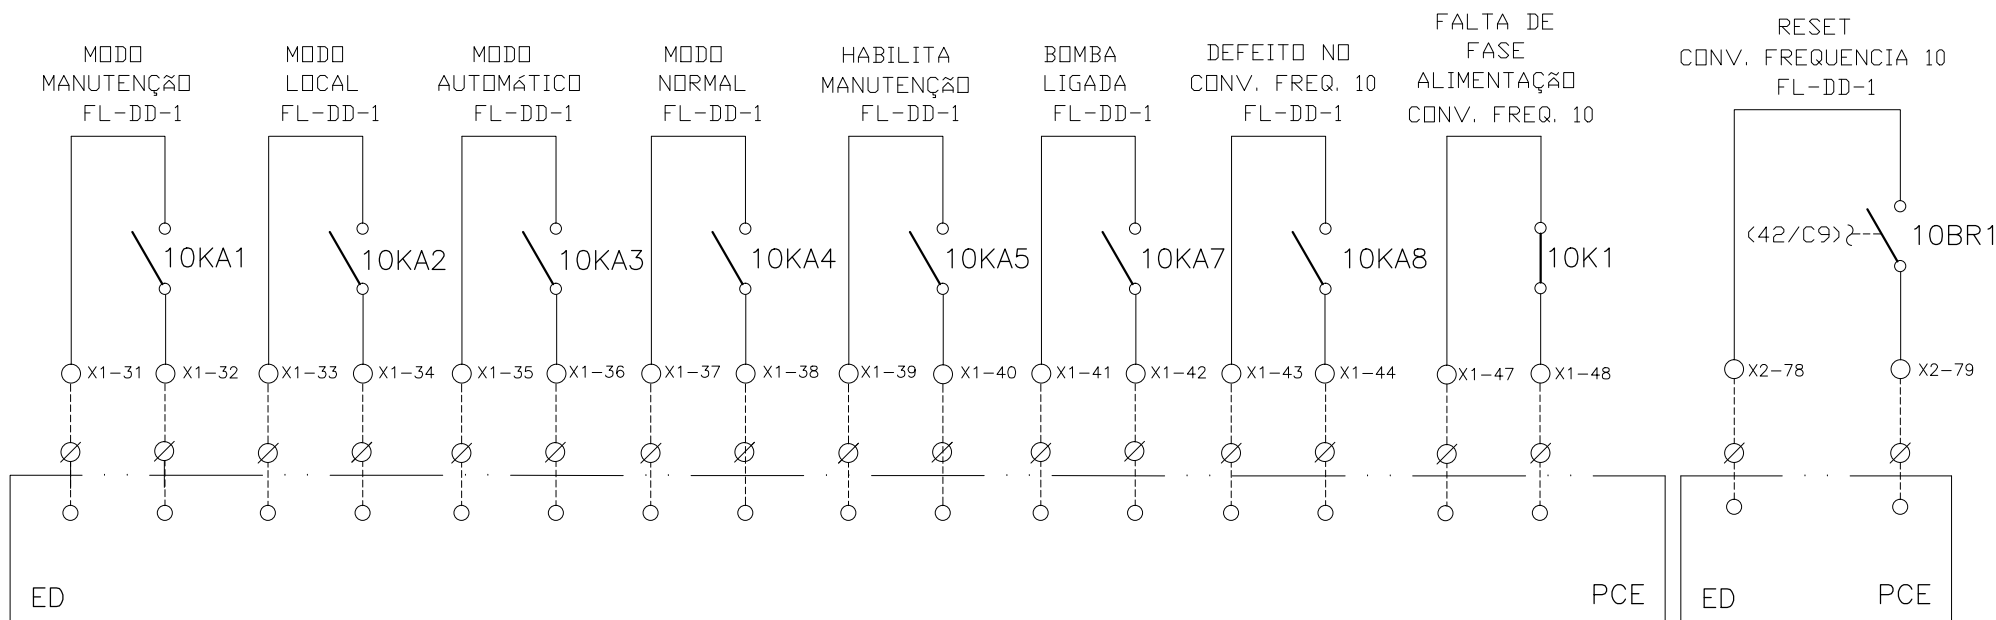 MODO
MANUTENÇÃO
FL-DD-1
MODO
LOCAL
FL-DD-1
MODO
AUTOMáTICO
FL-DD-1
MODO
NORMAL
FL-DD-1
HABILITA
MANUTENÇÃO
FL-DD-1
BOMBA
LIGADA
FL-DD-1
DEFEITO NO
CONV. FREQ. 10
FL-DD-1
FALTA DE
FASE
ALIMENTAÇÃO
CONV. FREQ. 10
RESET
CONV. FREQUENCIA 10
FL-DD-1
10KA1
10KA2
10KA3
10KA4
10KA5
10KA7
10KA8
10K1
(42/C9)
10BR1
X1-31
X1-32
X1-33
X1-34
X1-35
X1-36
X1-37
X1-38
X1-39
X1-40
X1-41
X1-42
X1-43
X1-44
X1-47
X1-48
X2-78
X2-79
ED
PCE
ED
PCE